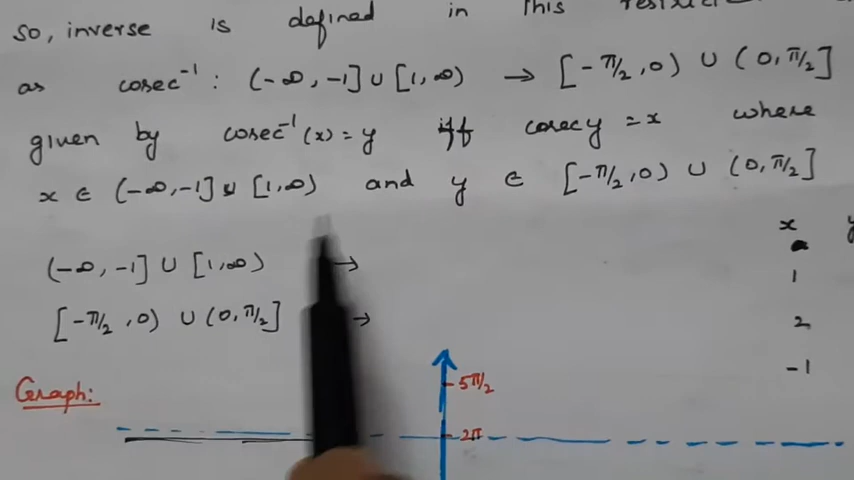 So, inverse is defined in this
as cosec⁻¹ : (-∞, -1] ∪ [1, ∞) → [-π/2, 0) ∪ (0, π/2]
given by cosec⁻¹(x) = y iff cosec y = x where
x ∈ (-∞, -1] ∪ [1, ∞) and y ∈ [-π/2, 0) ∪ (0, π/2]
x y
(-∞, -1] ∪ [1, ∞) →
1
[-π/2, 0) ∪ (0, π/2] →
2
-1
Graph:
5π/2
2π